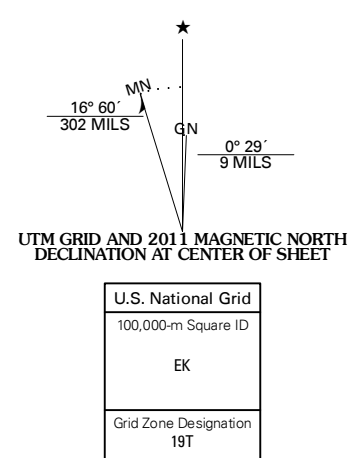 ★
MN
16° 60´
302 MILS
GN
0° 29´
9 MILS
UTM GRID AND 2011 MAGNETIC NORTH
DECLINATION AT CENTER OF SHEET
U.S. National Grid
100,000-m Square ID
EK
Grid Zone Designation
19T